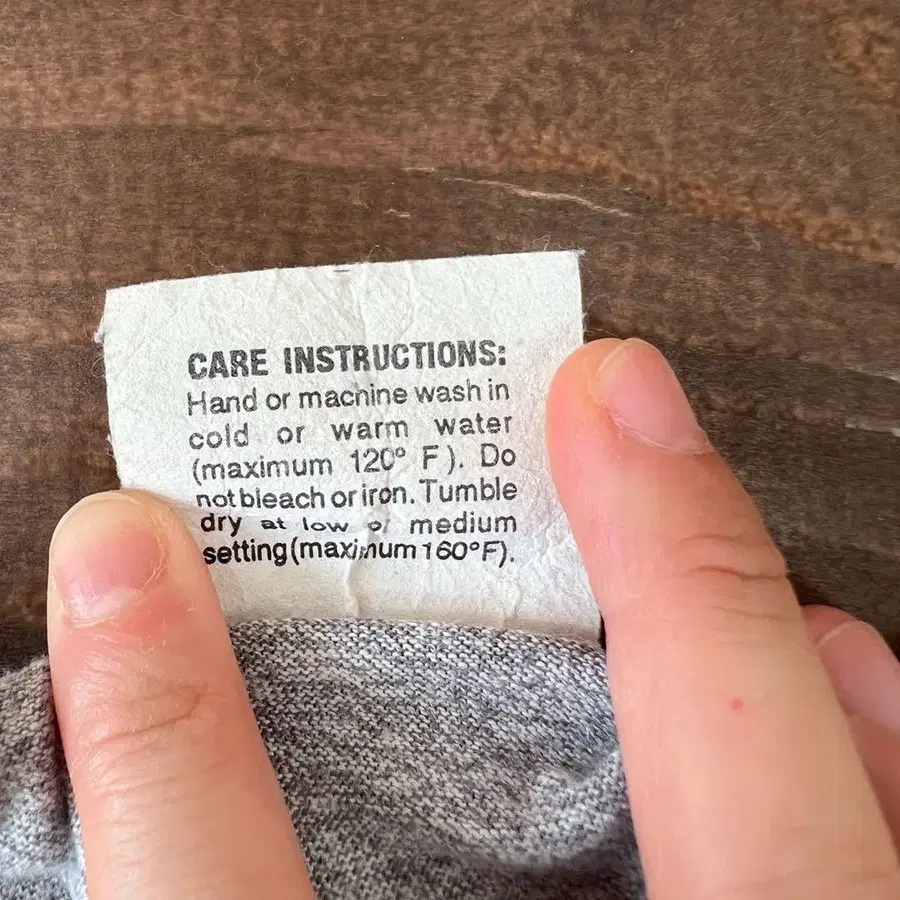 CARE INSTRUCTIONS:
Hand or machine wash in
cold or warm water
(maximum 120° F). Do
not bleach or iron. Tumble
dry at low or medium
setting (maximum 160°F).